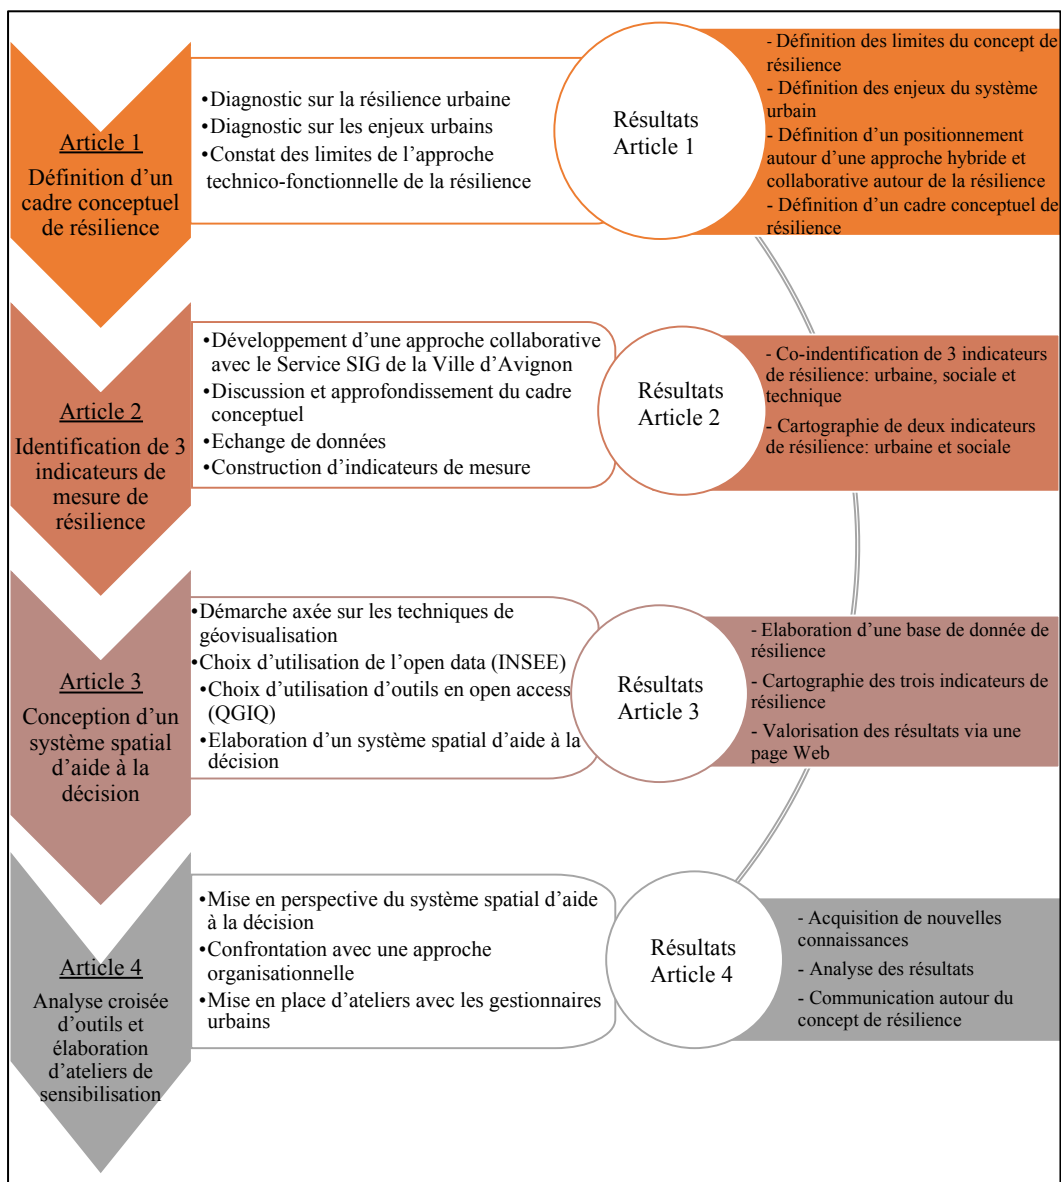 Article 1
Définition d’un
cadre conceptuel
de résilience
•Diagnostic sur la résilience urbaine
•Diagnostic sur les enjeux urbains
•Constat des limites de l’approche
technico-fonctionnelle de la résilience
Résultats
Article 1
- Définition des limites du concept de
résilience
- Définition des enjeux du système
urbain
- Définition d’un positionnement
autour d’une approche hybride et
collaborative autour de la résilience
- Définition d’un cadre conceptuel de
résilience
Article 2
Identification de 3
indicateurs de
mesure de
résilience
•Développement d’une approche collaborative
avec le Service SIG de la Ville d’Avignon
•Discussion et approfondissement du cadre
conceptuel
•Echange de données
•Construction d’indicateurs de mesure
Résultats
Article 2
- Co-indentification de 3 indicateurs
de résilience: urbaine, sociale et
technique
- Cartographie de deux indicateurs
de résilience: urbaine et sociale
Article 3
Conception d’un
système spatial
d’aide à la
décision
•Démarche axée sur les techniques de
géovisualisation
•Choix d’utilisation de l’open data (INSEE)
•Choix d’utilisation d’outils en open access
(QGIQ)
•Elaboration d’un système spatial d’aide à la
décision
Résultats
Article 3
- Elaboration d’une base de donnée de
résilience
- Cartographie des trois indicateurs de
résilience
- Valorisation des résultats via une
page Web
Article 4
Analyse croisée
d’outils et
élaboration
d’ateliers de
sensibilisation
•Mise en perspective du système spatial d’aide
à la décision
•Confrontation avec une approche
organisationnelle
•Mise en place d’ateliers avec les gestionnaires
urbains
Résultats
Article 4
- Acquisition de nouvelles
connaissances
- Analyse des résultats
- Communication autour du
concept de résilience